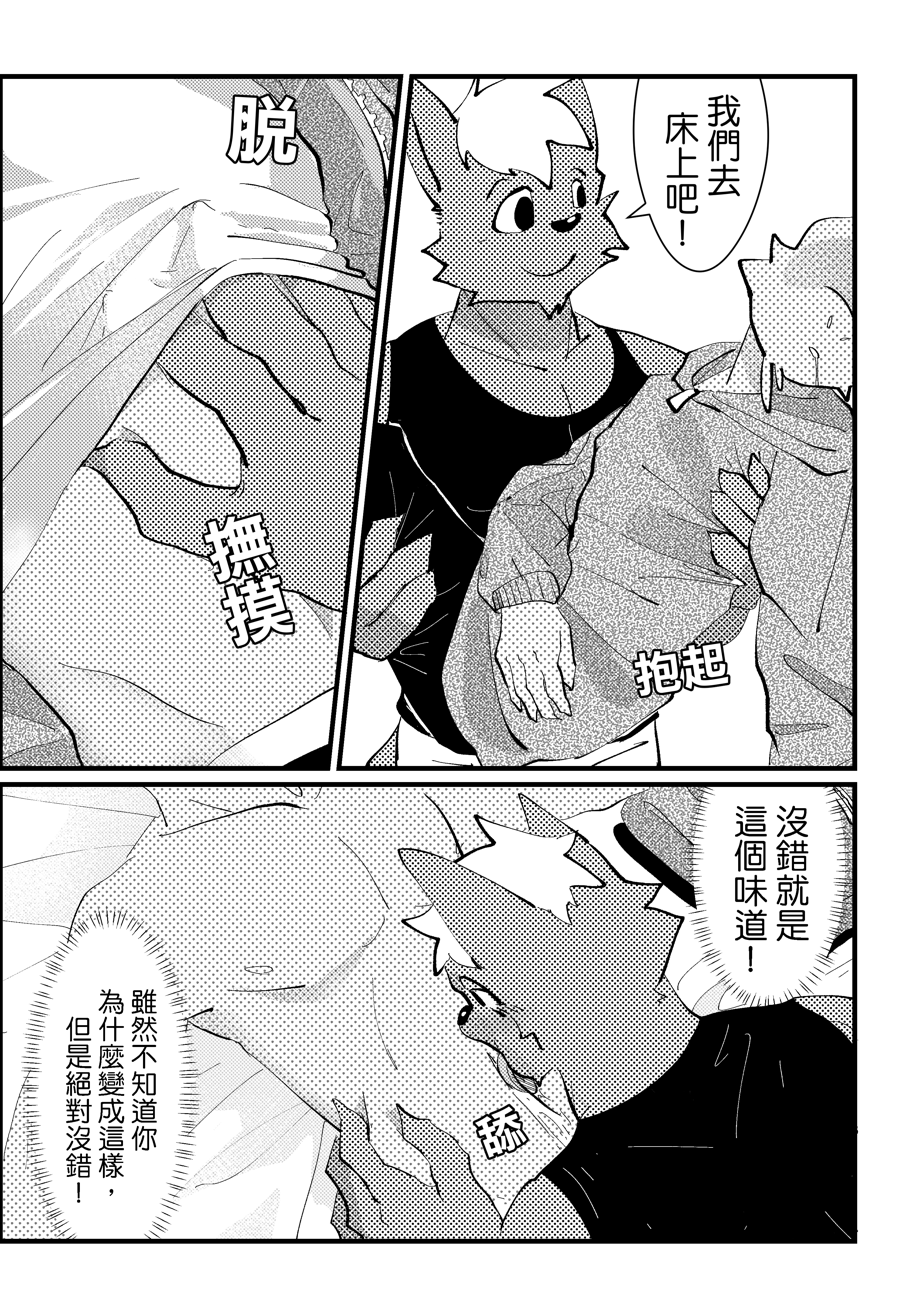 我們去
床上吧！
抱起
脱
撫
摸
沒錯就是
這個味道！
舔
雖然不知道你
為什麼變成這樣，
但是絕對沒錯！